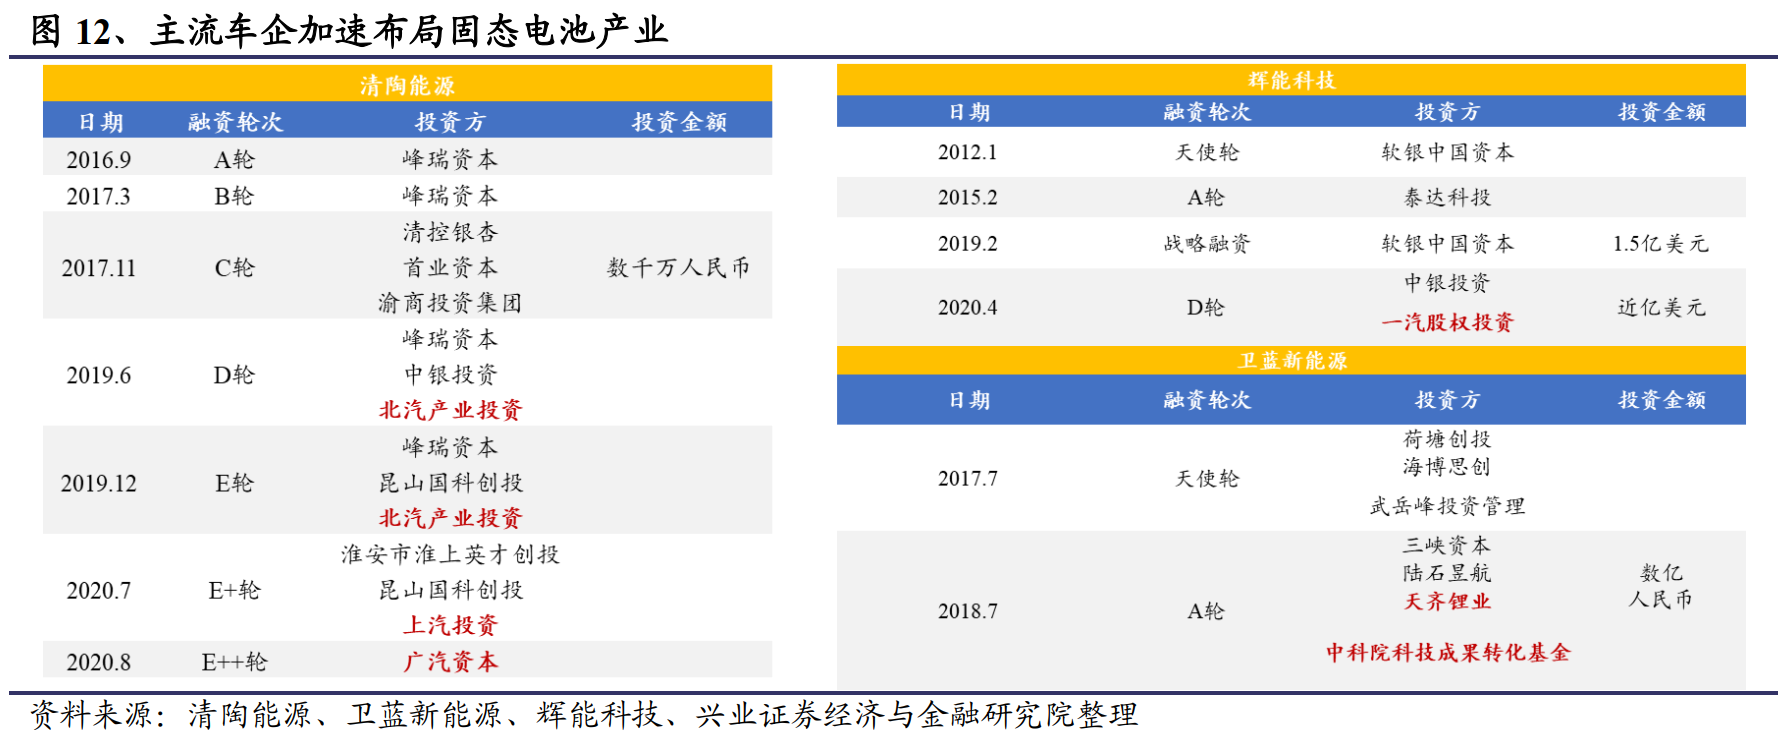 图 12、主流车企加速布局固态电池产业
清陶能源
日期 融资轮次 投资方 投资金额
2016.9 A轮 峰瑞资本
2017.3 B轮 峰瑞资本
清控银杏
2017.11 C轮 首业资本 数千万人民币
渝商投资集团
峰瑞资本
2019.6 D轮 中银投资
北汽产业投资
峰瑞资本
2019.12 E轮 昆山国科创投
北汽产业投资
淮安市淮上英才创投
2020.7 E+轮 昆山国科创投
上汽投资
2020.8 E++轮 广汽资本
辉能科技
日期 融资轮次 投资方 投资金额
2012.1 天使轮 软银中国资本
2015.2 A轮 泰达科投
2019.2 战略融资 软银中国资本 1.5亿美元
中银投资
2020.4 D轮 近亿美元
一汽股权投资
卫蓝新能源
日期 融资轮次 投资方 投资金额
荷塘创投
海博思创
2017.7 天使轮
武岳峰投资管理
三峡资本
陆石昱航 数亿
天齐锂业 人民币
2018.7 A轮
中科院科技成果转化基金
资料来源：清陶能源、卫蓝新能源、辉能科技、兴业证券经济与金融研究院整理